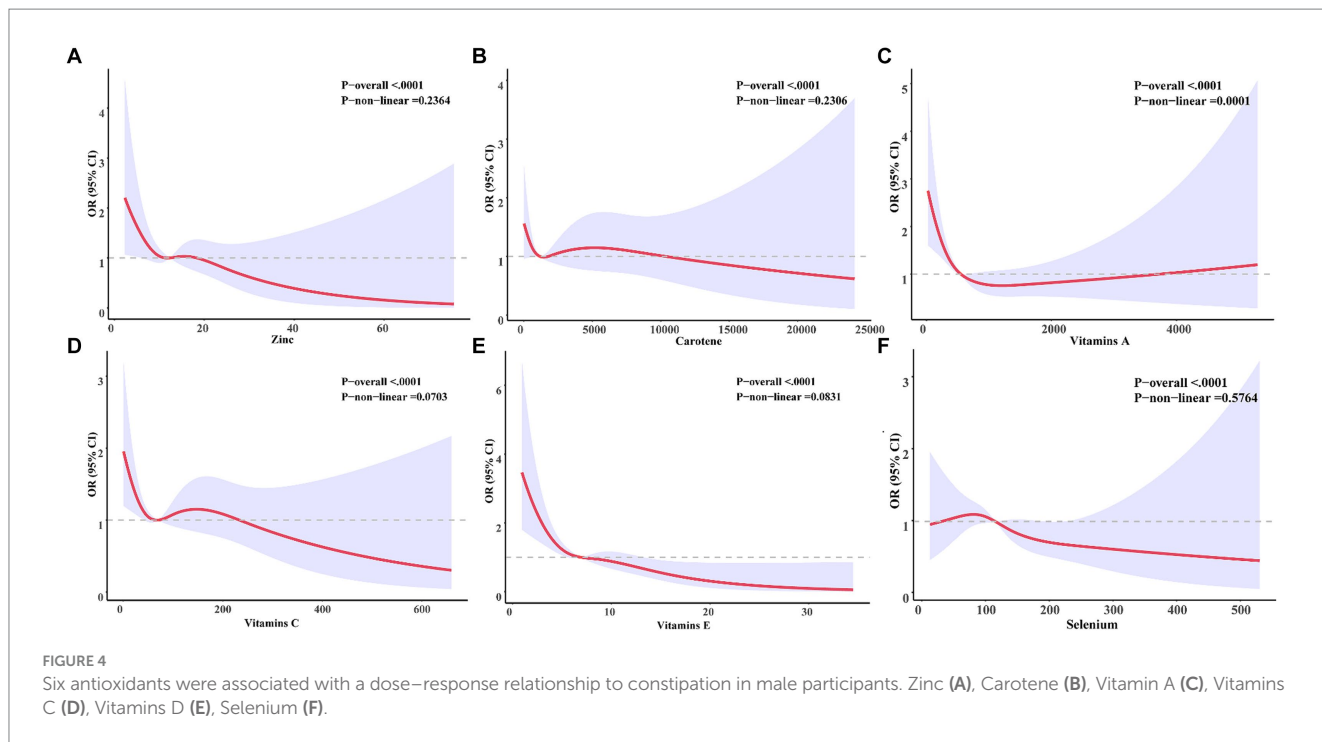 A
P−overall <.0001
P−non−linear =0.2364
OR (95% CI)
4
3
2
1
0
0 20 40 60
Zinc
B
P−overall <.0001
P−non−linear =0.2306
OR (95% CI)
4
3
2
1
0
0 5000 10000 15000 20000 25000
Carotene
C
P−overall <.0001
P−non−linear =0.0001
OR (95% CI)
5
4
3
2
1
0 2000 4000
Vitamins A
D
P−overall <.0001
P−non−linear =0.0703
OR (95% CI)
3
2
1
0
0 200 400 600
Vitamins C
E
P−overall <.0001
P−non−linear =0.0831
OR (95% CI)
6
4
2
0
0 10 20 30
Vitamins E
F
P−overall <.0001
P−non−linear =0.5764
OR (95% CI)
3
2
1
0
0 100 200 300 400 500
Selenium
FIGURE 4
Six antioxidants were associated with a dose–response relationship to constipation in male participants. Zinc (A), Carotene (B), Vitamin A (C), Vitamins
C (D), Vitamins D (E), Selenium (F).